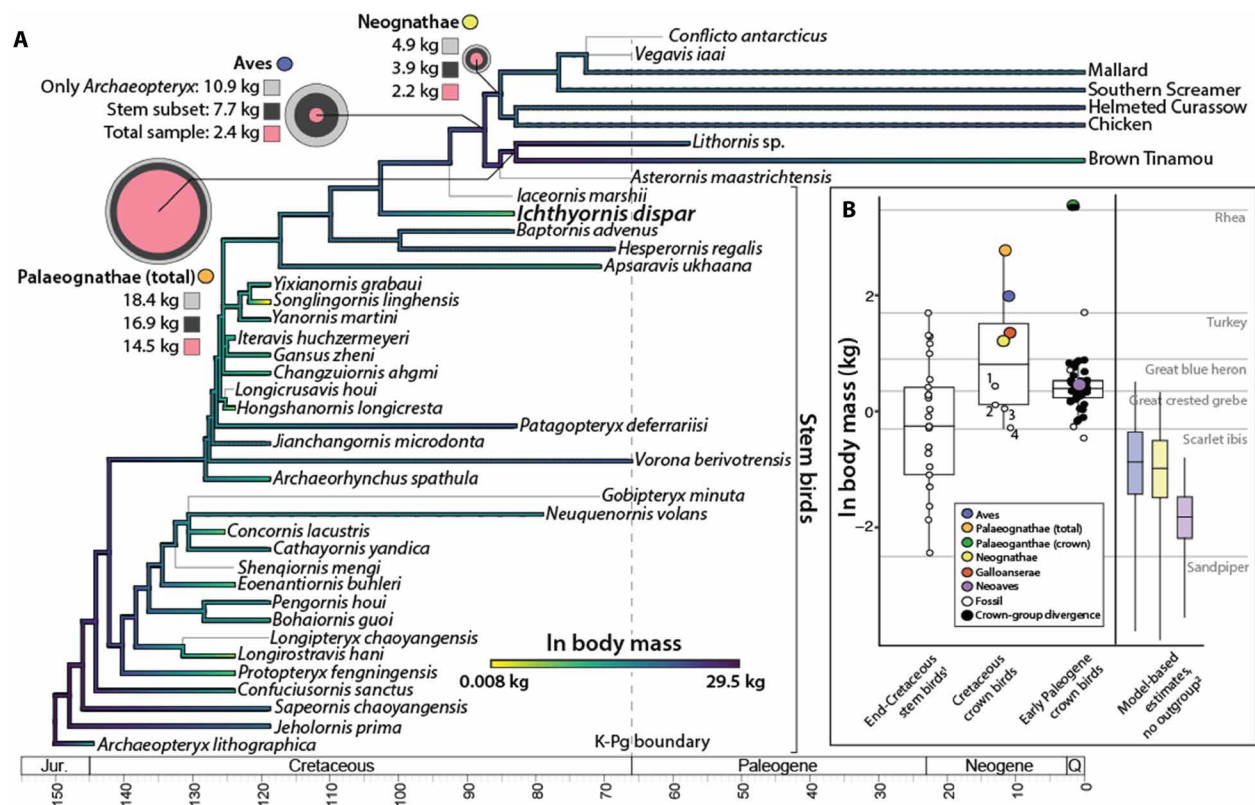 A
Neognathae
4.9 kg
3.9 kg
2.2 kg
Aves
Only Archaeopteryx: 10.9 kg
Stem subset: 7.7 kg
Total sample: 2.4 kg
Palaeognathae (total)
18.4 kg
16.9 kg
14.5 kg
Conflicto antarcticus
Vegavis iaai
Mallard
Southern Screamer
Helmeted Curassow
Chicken
Lithornis sp.
Brown Tinamou
Asterornis maastrichtensis
Iaceornis marshii
Ichthyornis dispar
Baptornis advenus
Hesperornis regalis
Apsaravis ukhaana
Yixianornis grabaui
Songlingornis linghensis
Yanornis martini
Iteravis huchzermeyeri
Gansus zheni
Changzuiornis ahgmi
Longicrusavis houi
Hongshanornis longicresta
Patagopteryx deferrariisi
Jianchangornis microdonta
Vorona berivotrensis
Archaeorhynchus spathula
Gobipteryx minuta
Neuquenornis volans
Concornis lacustris
Cathayornis yandica
Shenqiornis mengi
Eoenantiornis buhleri
Pengornis houi
Bohaiornis guoi
Longipteryx chaoyangensis
Longirostravis hani
Protopteryx fengningensis
Confuciusornis sanctus
Sapeornis chaoyangensis
Jeholornis prima
Archaeopteryx lithographica
Stem birds
ln body mass
0.008 kg
29.5 kg
K-Pg boundary
Jur.
Cretaceous
Paleogene
Neogene
Q
150
140
130
120
110
100
90
80
70
60
50
40
30
20
10
0
B
ln body mass (kg)
2
0
−2
Rhea
Turkey
Great blue heron
Great crested grebe
Scarlet ibis
Sandpiper
1
2
3
4
Aves
Palaeognathae (total)
Palaeoganthae (crown)
Neognathae
Galloanserae
Neoaves
Fossil
Crown-group divergence
End-Cretaceous
stem birds¹
Cretaceous
crown birds
Early Paleogene
crown birds
Model-based
estimates,
no outgroup²